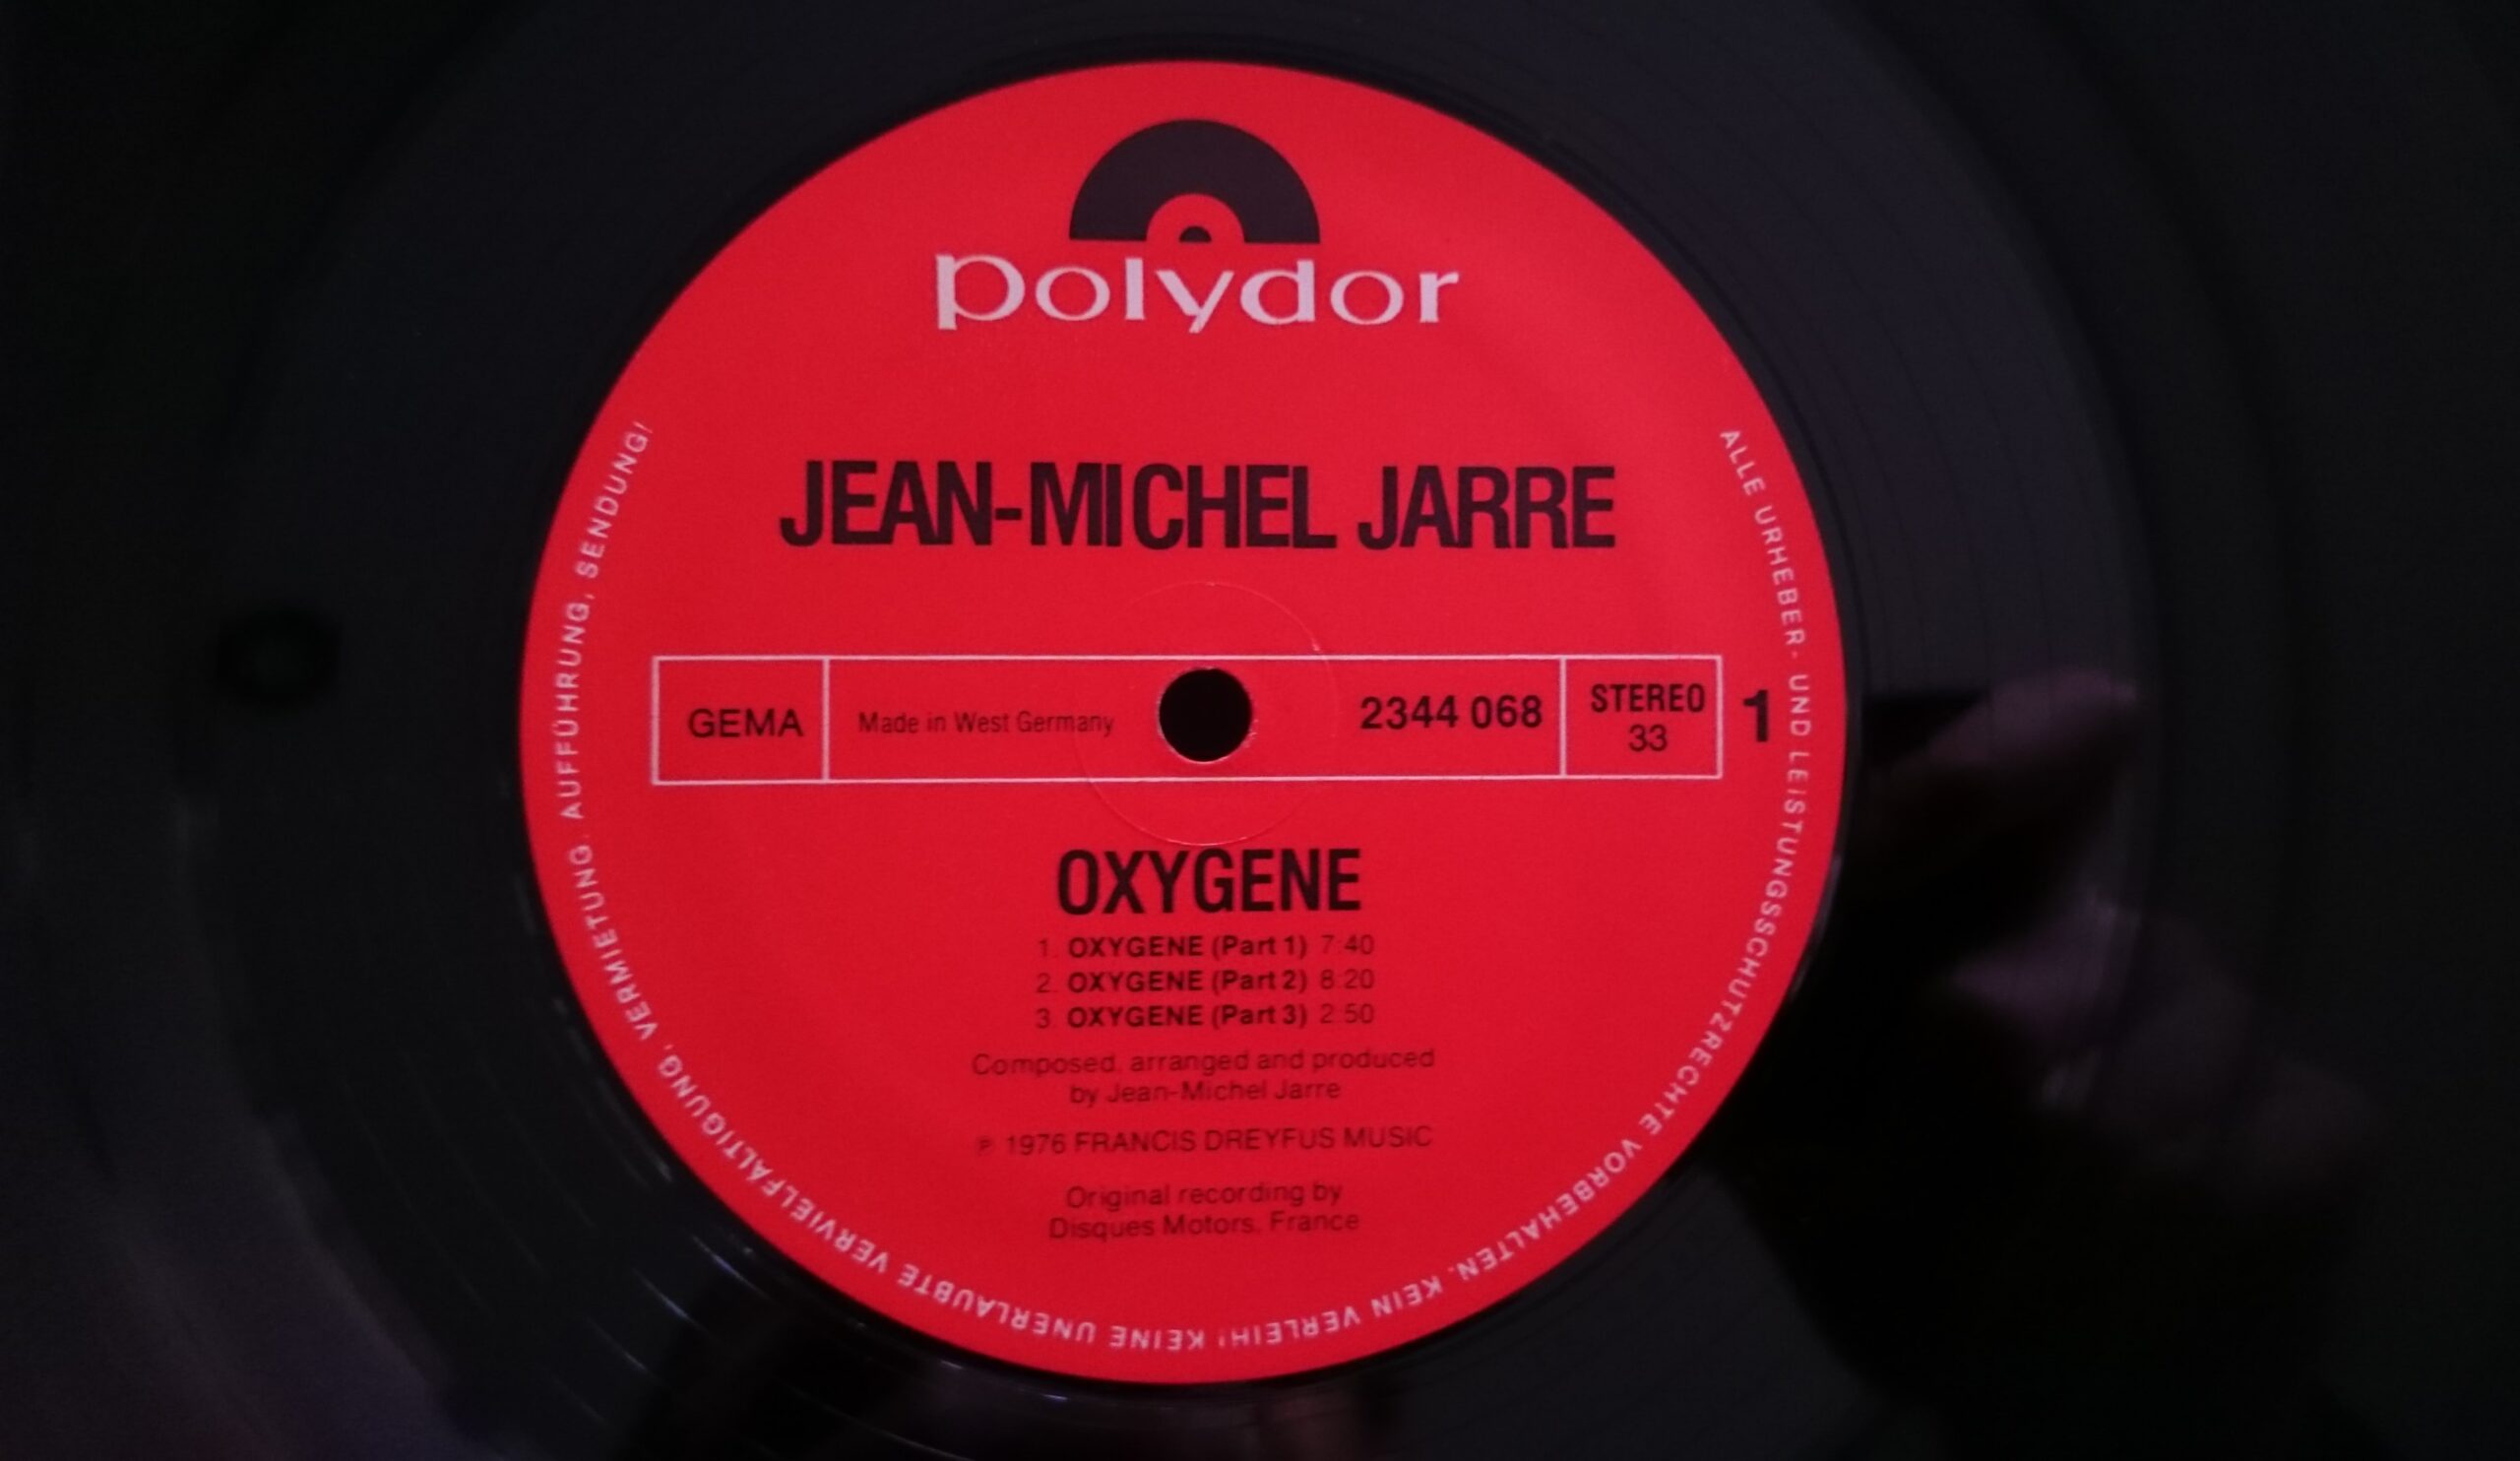 polydor
JEAN-MICHEL JARRE
GEMA
Made in West Germany
2344 068
STEREO
33
1
OXYGENE
1. OXYGENE (Part 1) 7:40
2. OXYGENE (Part 2) 8:20
3. OXYGENE (Part 3) 2:50
Composed, arranged and produced
by Jean-Michel Jarre
℗ 1976 FRANCIS DREYFUS MUSIC
Original recording by
Disques Motors, France
ALLE URHEBER- UND LEISTUNGSSCHUTZRECHTE VORBEHALTEN. KEIN VERLEIH! KEINE UNERLAUBTE VERVIELFÄLTIGUNG, VERMIETUNG, AUFFÜHRUNG, SENDUNG!